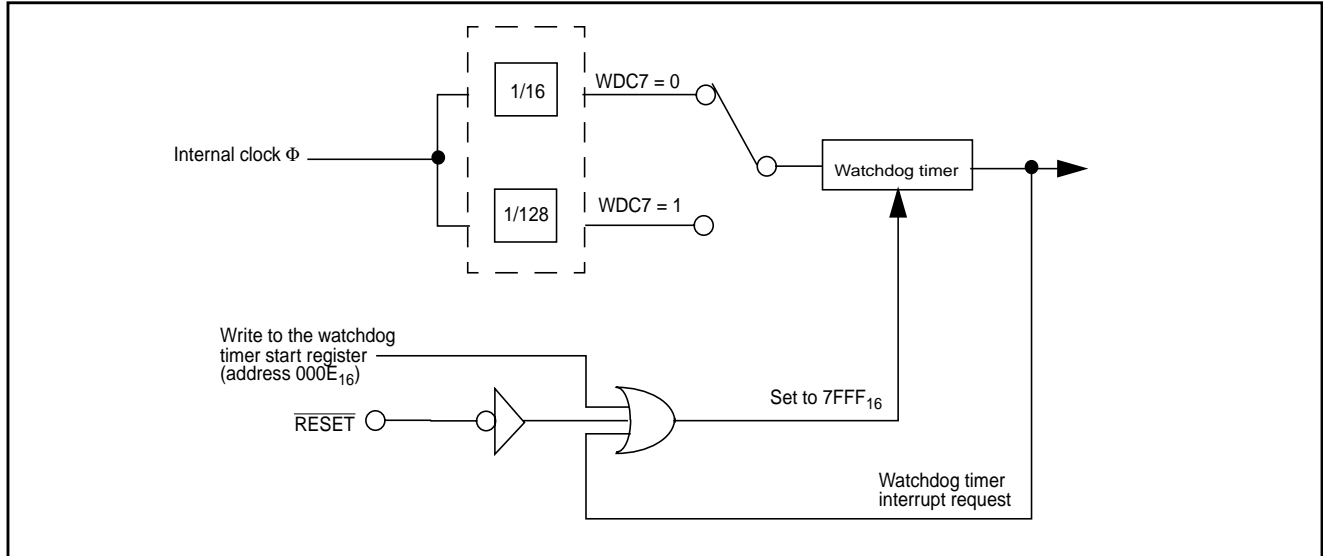 1/16
WDC7 = 0
Internal clock Φ
Watchdog timer
1/128
WDC7 = 1
Write to the watchdog
timer start register
(address 000E16)
RESET
Set to 7FFF16
Watchdog timer
interrupt request